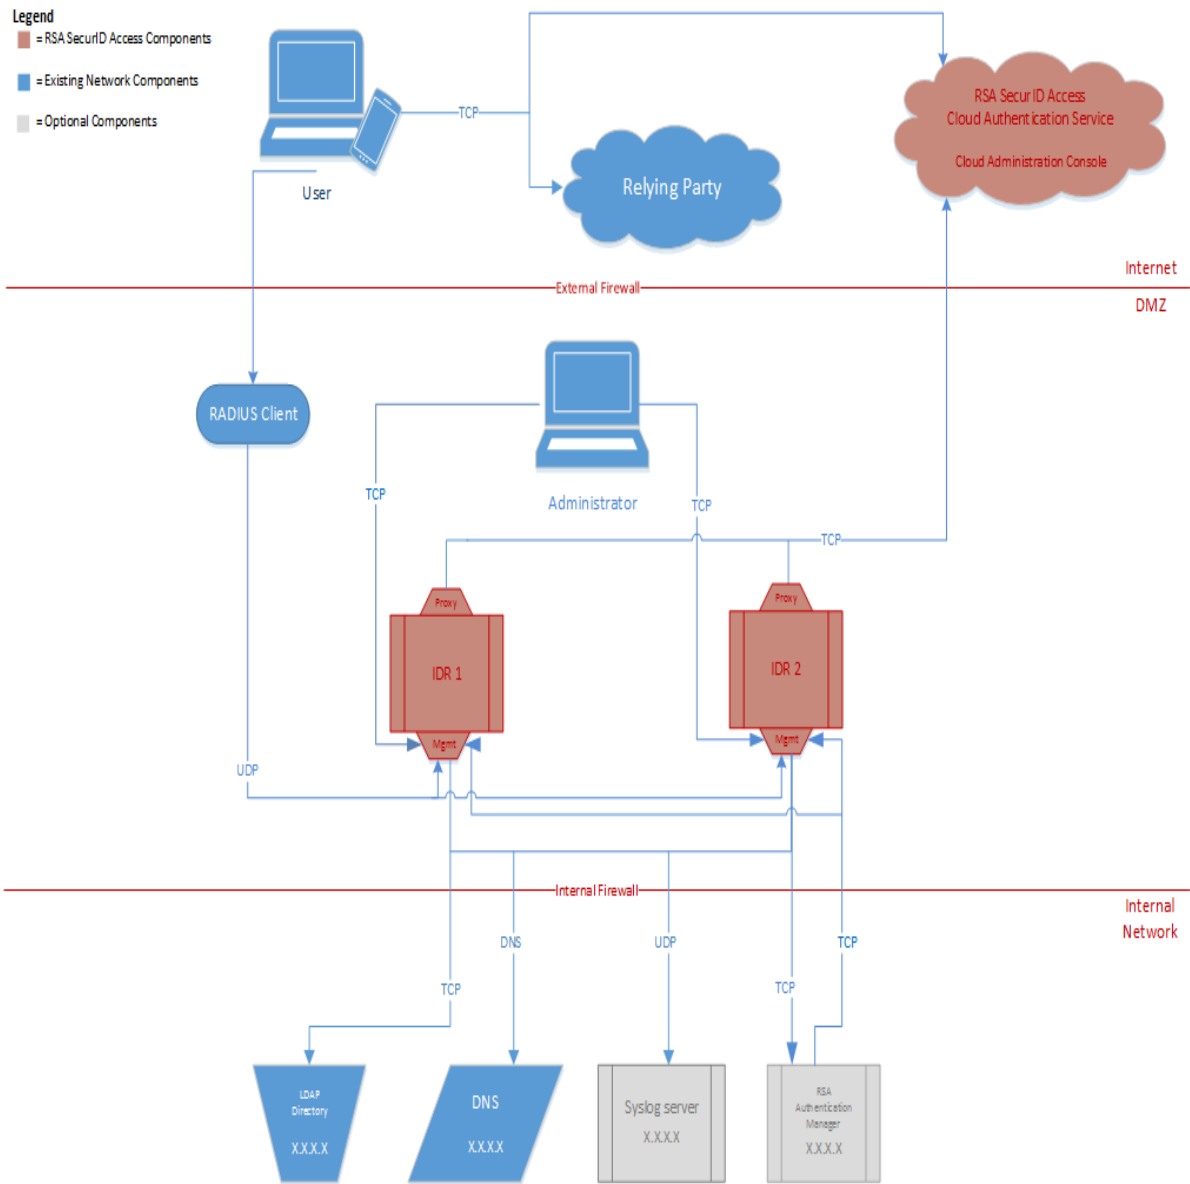 Legend
= RSA SecurID Access Components
= Existing Network Components
= Optional Components
TCP
User
Relying Party
RSA SecurID Access
Cloud Authentication Service
Cloud Administration Console
Internet
External Firewall
DMZ
RADIUS Client
Administrator
TCP
TCP
TCP
Proxy
Proxy
IDR 1
IDR 2
Mgmt
Mgmt
UDP
Internal Firewall
Internal
Network
DNS
UDP
TCP
TCP
TCP
LDAP
Directory
X.X.X.X
DNS
X.X.X.X
Syslog server
X.X.X.X
RSA
Authentication
Manager
X.X.X.X